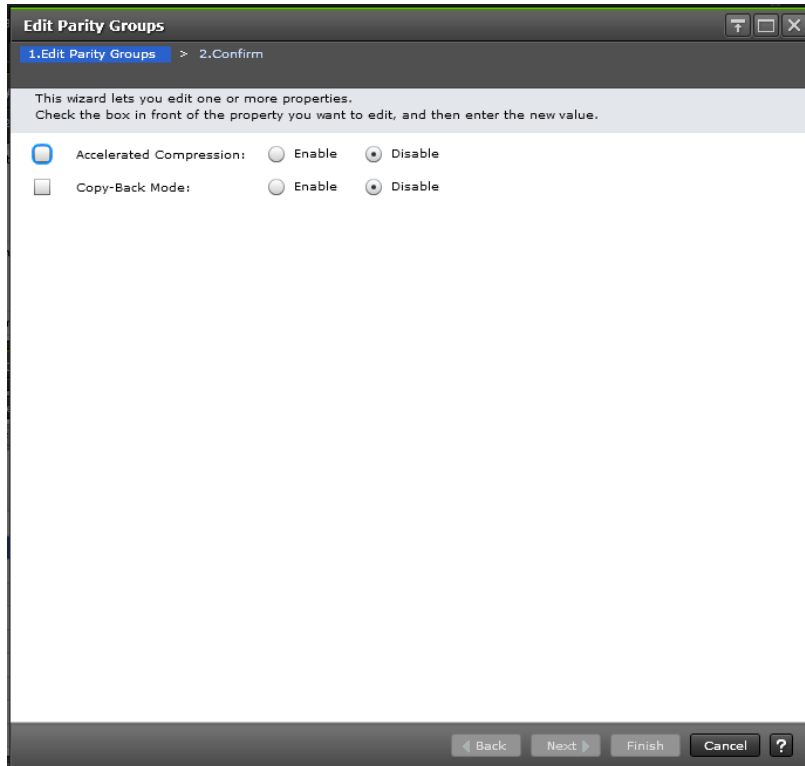 Edit Parity Groups
1.Edit Parity Groups > 2.Confirm
This wizard lets you edit one or more properties.
Check the box in front of the property you want to edit, and then enter the new value.
Accelerated Compression: Enable Disable
Copy-Back Mode: Enable Disable
Back Next Finish Cancel ?